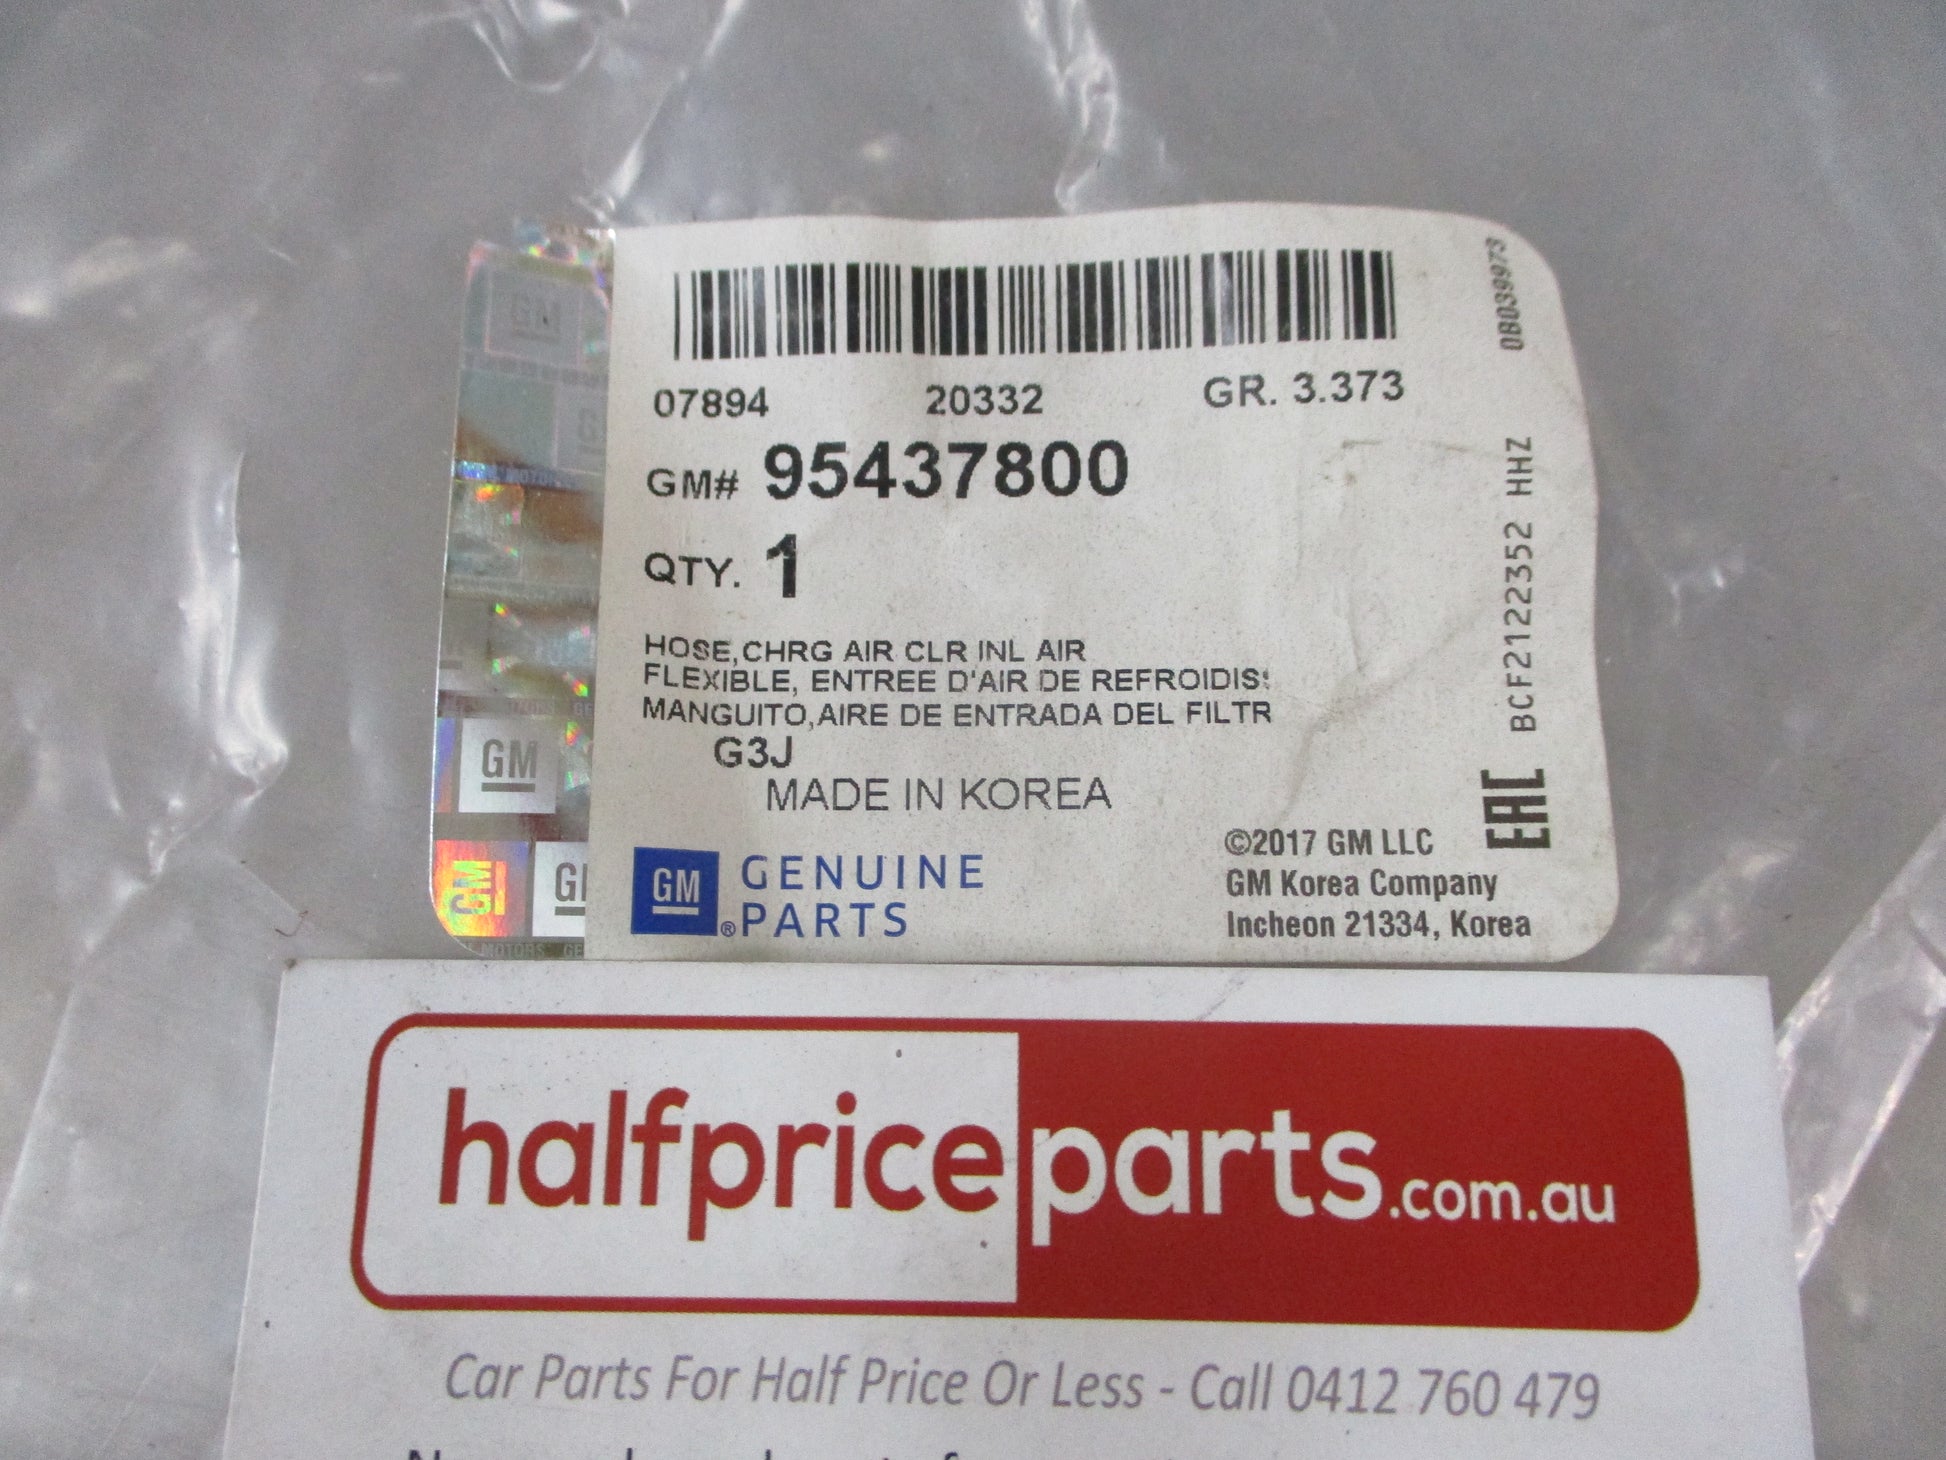 07894 20332 GR. 3.373
GM# 95437800
QTY. 1
HOSE,CHRG AIR CLR INL AIR
FLEXIBLE, ENTREE D'AIR DE REFROIDIS
MANGUITO,AIRE DE ENTRADA DEL FILTR
G3J
MADE IN KOREA
GM GENUINE
® PARTS
©2017 GM LLC
GM Korea Company
Incheon 21334, Korea
0B039973
BCF2122352 HHZ
EAC
GM
GM
GM
MOTORS
halfpriceparts.com.au
Car Parts For Half Price Or Less - Call 0412 760 479